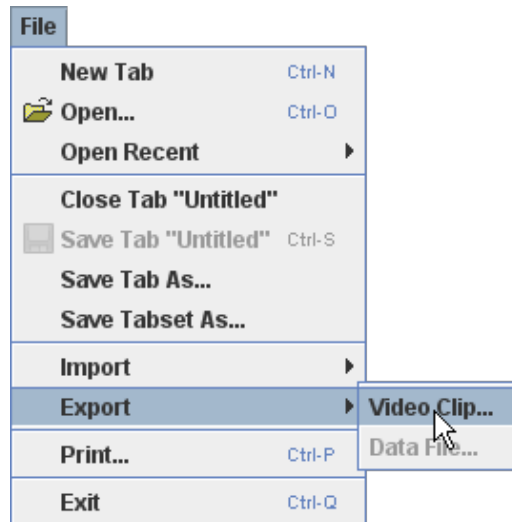 File
New Tab Ctrl-N
Open... Ctrl-O
Open Recent
Close Tab "Untitled"
Save Tab "Untitled" Ctrl-S
Save Tab As...
Save Tabset As...
Import
Export
Video Clip...
Data File...
Print... Ctrl-P
Exit Ctrl-Q